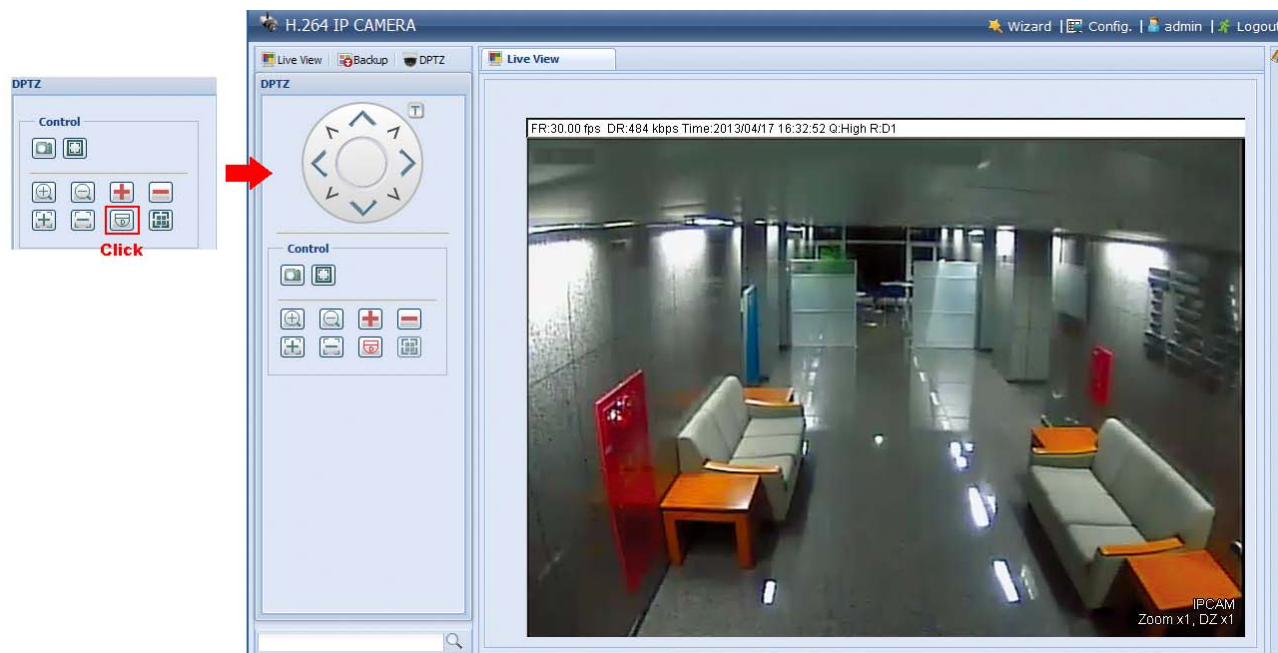 H.264 IP CAMERA
Wizard | Config. | admin | Logout
Live View Backup DPTZ
Live View
DPTZ
DPTZ
Control
Click
T
Control
FR:30.00 fps DR:484 kbps Time:2013/04/17 16:32:52 Q:High R:D1
IPCAM
Zoom x1, DZ x1